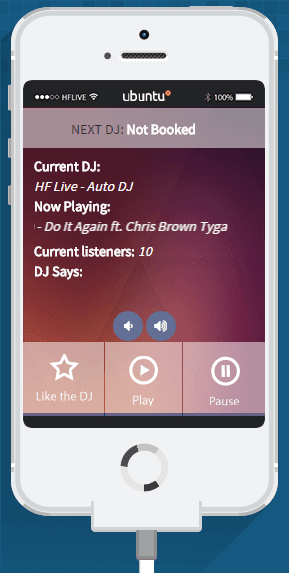 HFLIVE ubuntu 100%
NEXT DJ: Not Booked
Current DJ:
HF Live - Auto DJ
Now Playing:
- Do It Again ft. Chris Brown Tyga
Current listeners: 10
DJ Says:
Like the DJ Play Pause